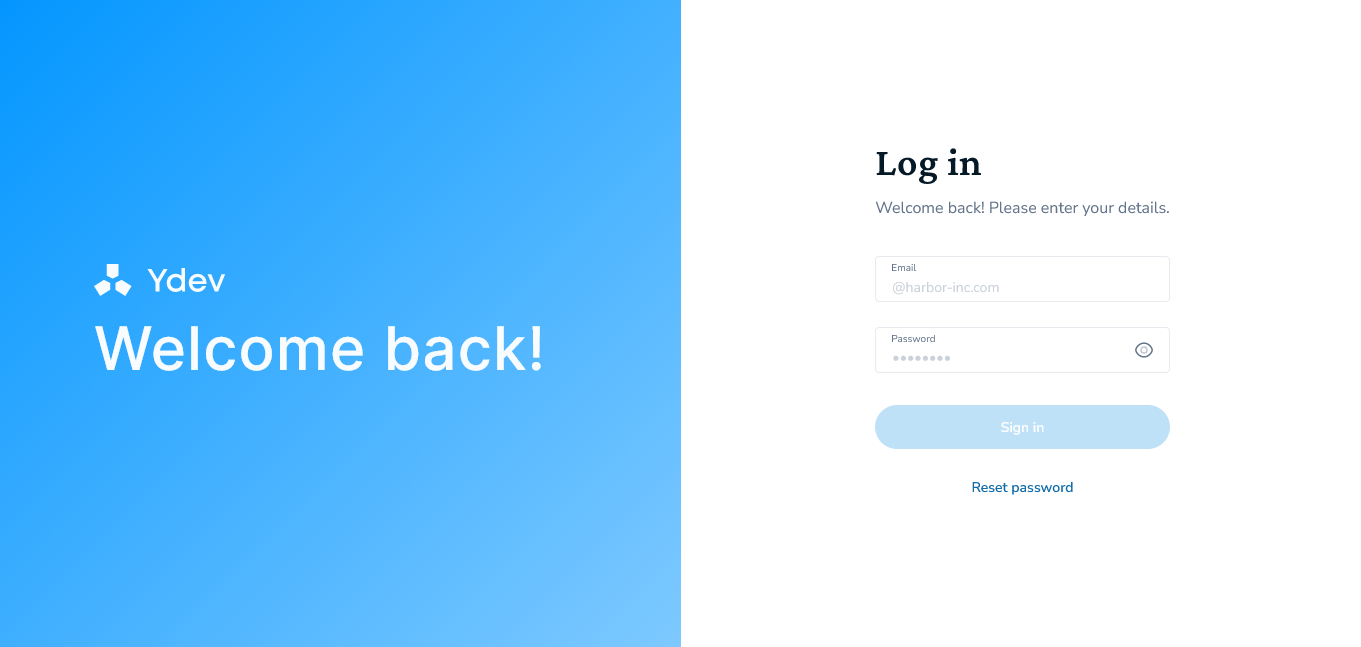 Ydev
Welcome back!
Log in
Welcome back! Please enter your details.
Email
@harbor-inc.com
Password
Sign in
Reset password